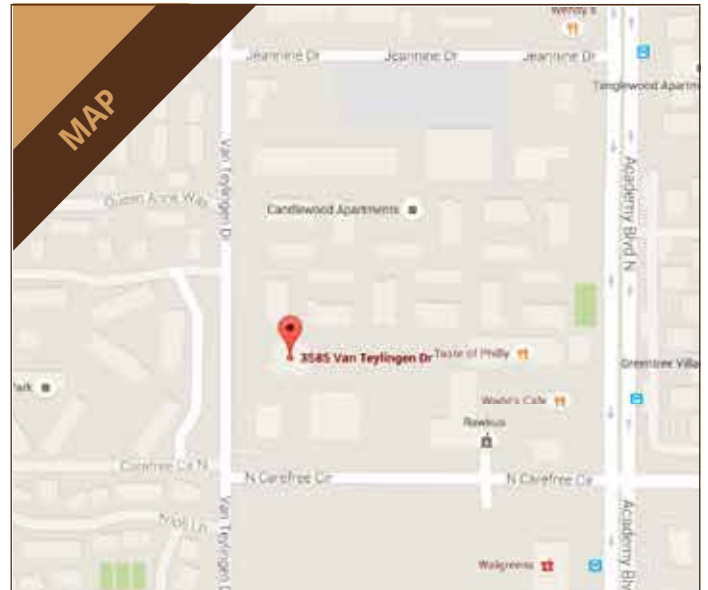 MAP
Wendy's
Jeannine Dr
Jeannine Dr
Jeannine Dr
Tanglewood Apartm
Van Teylingen Dr
Queen Anne Way
Candlewood Apartments
Academy Blvd N
3585 Van Teylingen Dr
Taste of Philly
Greentree Villa
Park
Wade's Cafe
Rawkus
Carefree Cir N
N Carefree Cir
N Carefree Cir
Van Teylingen D
Academy Blv
Walgreens